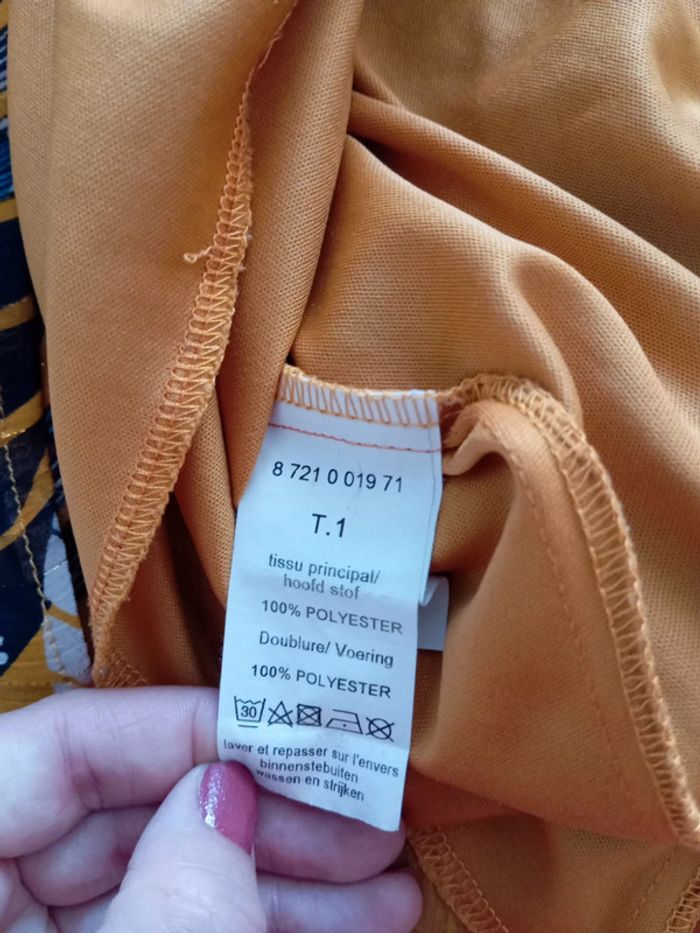 8 721 0 019 71
T.1
tissu principal/
hoofd stof
100% POLYESTER
Doublure/ Voering
100% POLYESTER
30
laver et repasser sur l'envers
binnenstebuiten
wassen en strijken